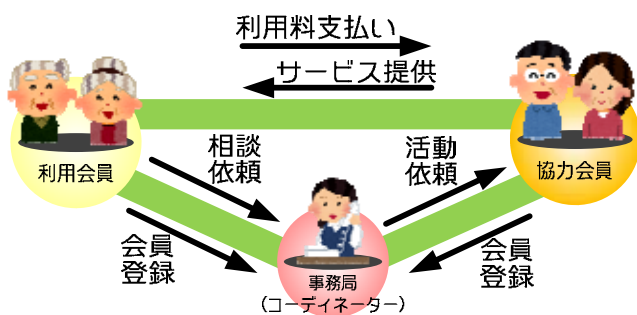 利用料支払い
サービス提供
利用会員
協力会員
相談
依頼
活動
依頼
会員
登録
会員
登録
事務局
（コーディネーター）